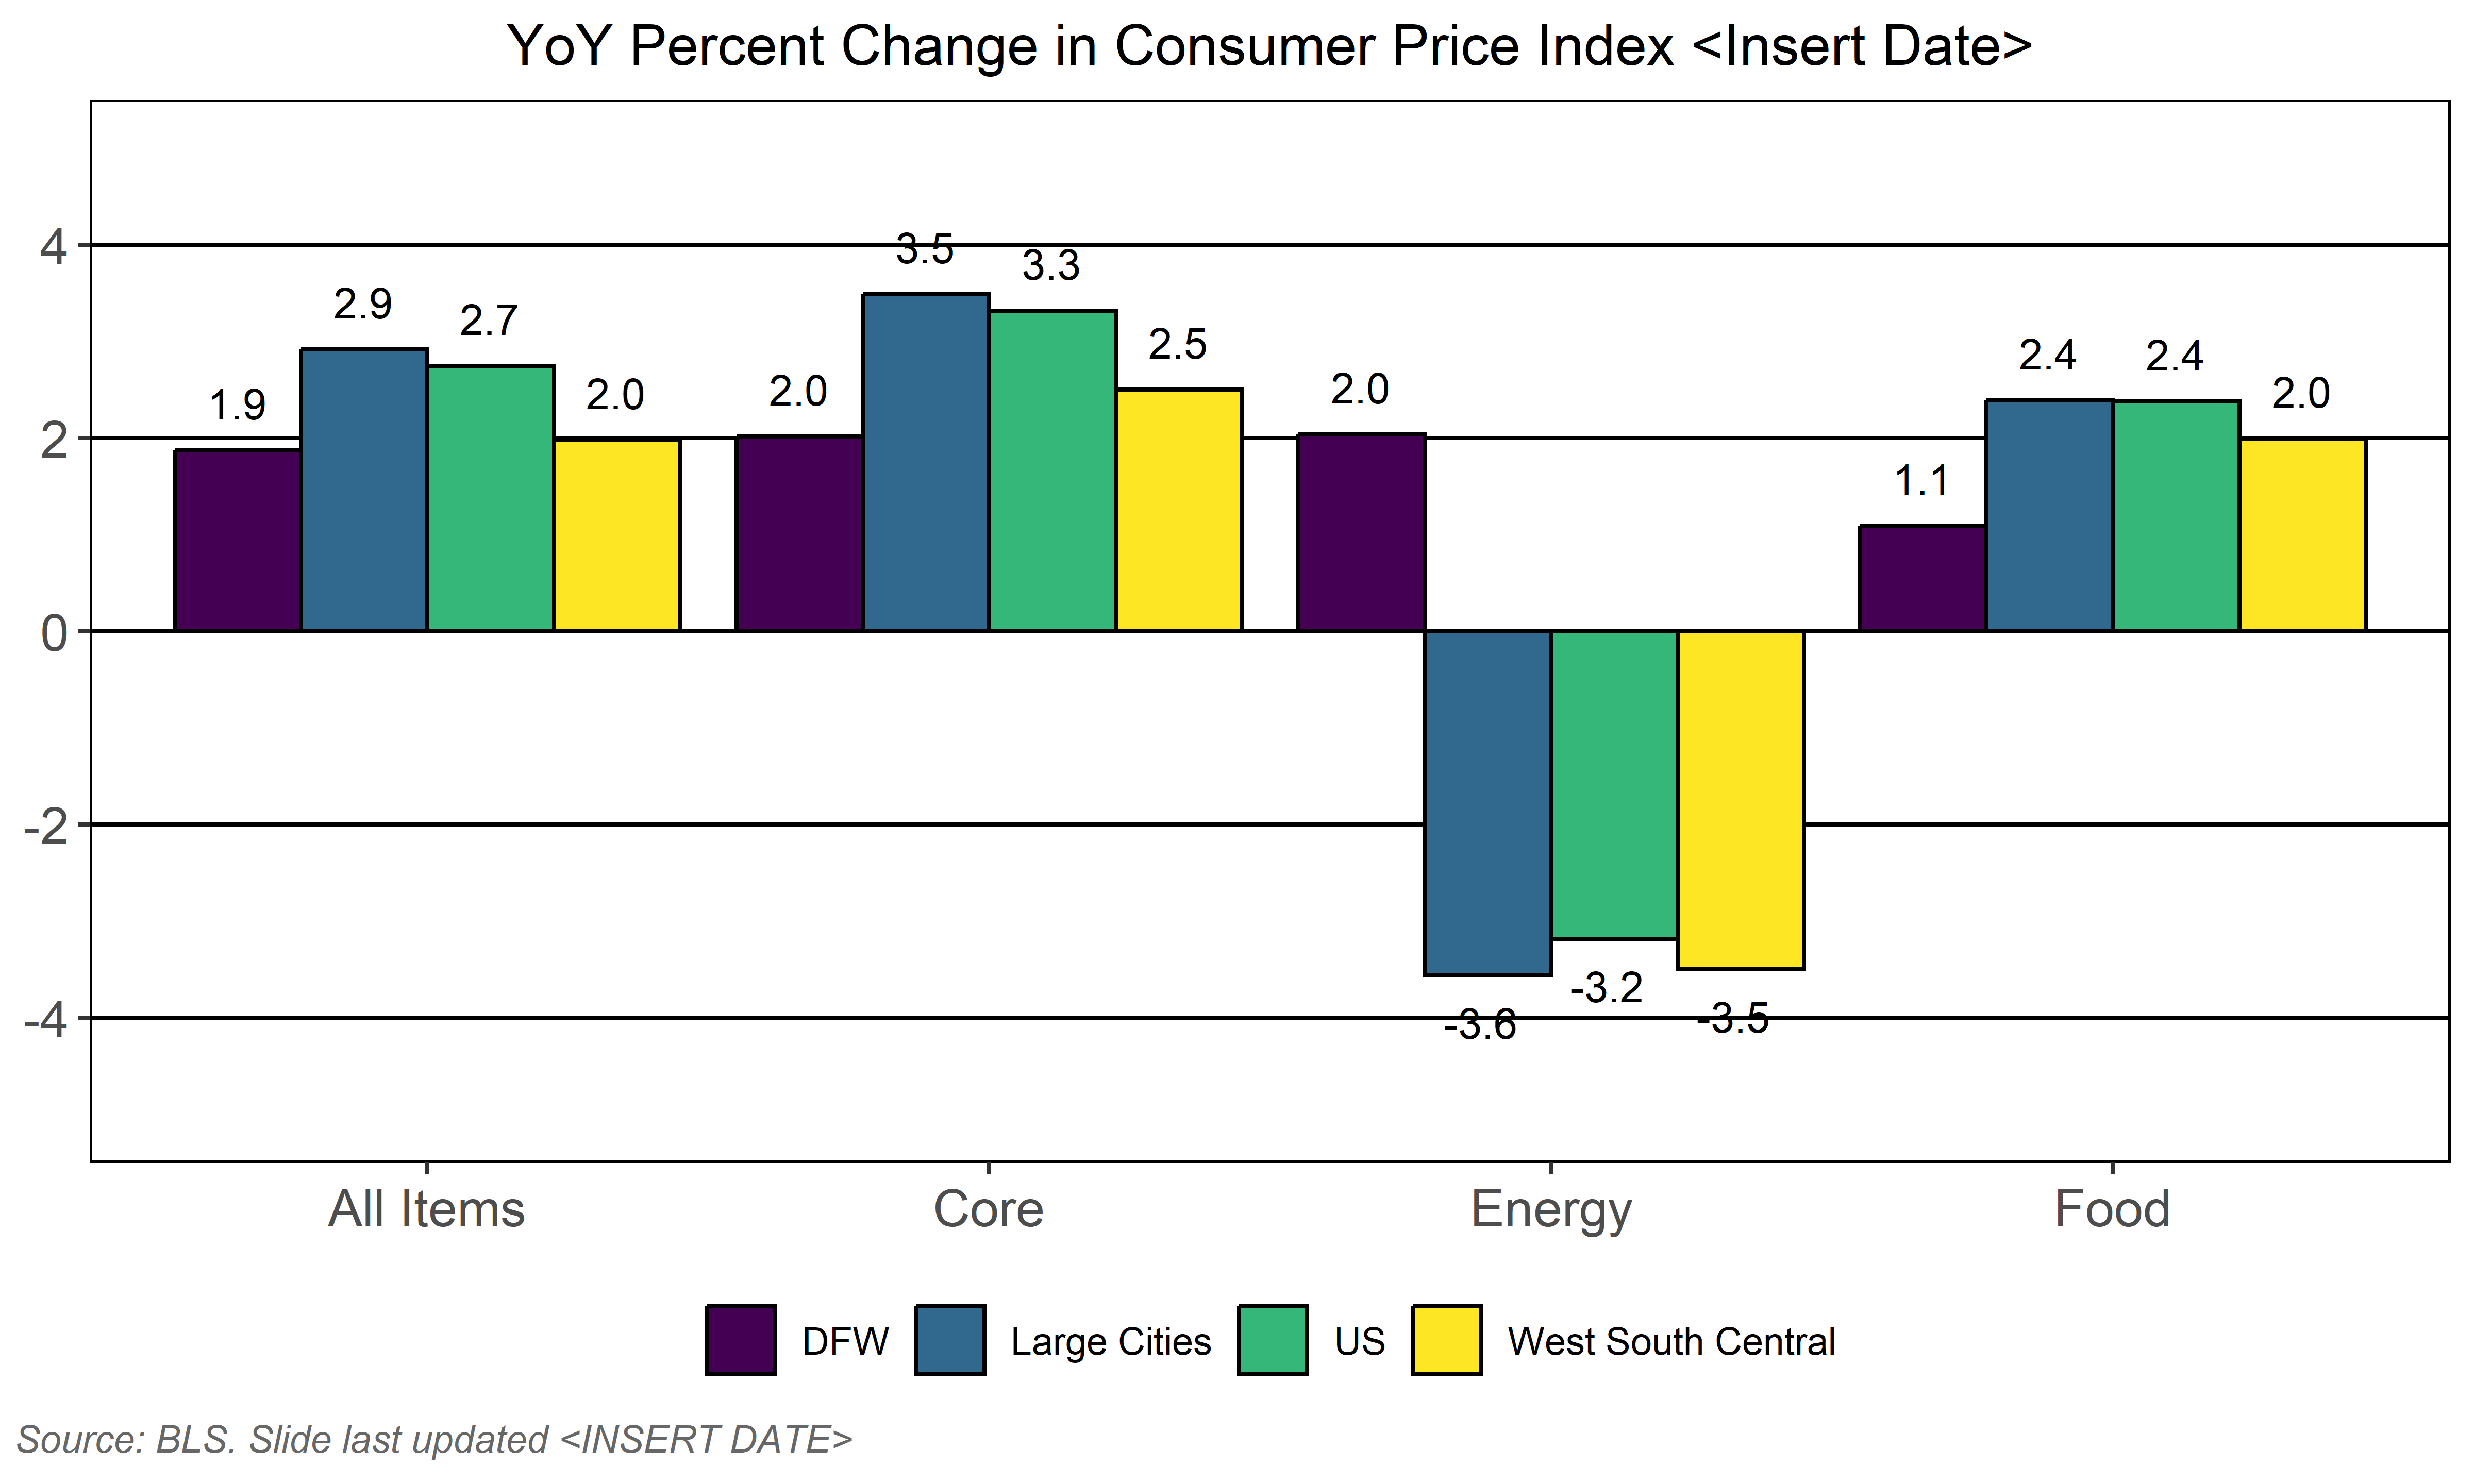 YoY Percent Change in Consumer Price Index <Insert Date>
4
2
0
-2
-4
1.9
2.9
2.7
2.0
2.0
3.5
3.3
2.5
2.0
-3.6
-3.2
-3.5
1.1
2.4
2.4
2.0
All Items
Core
Energy
Food
DFW
Large Cities
US
West South Central
Source: BLS. Slide last updated <INSERT DATE>